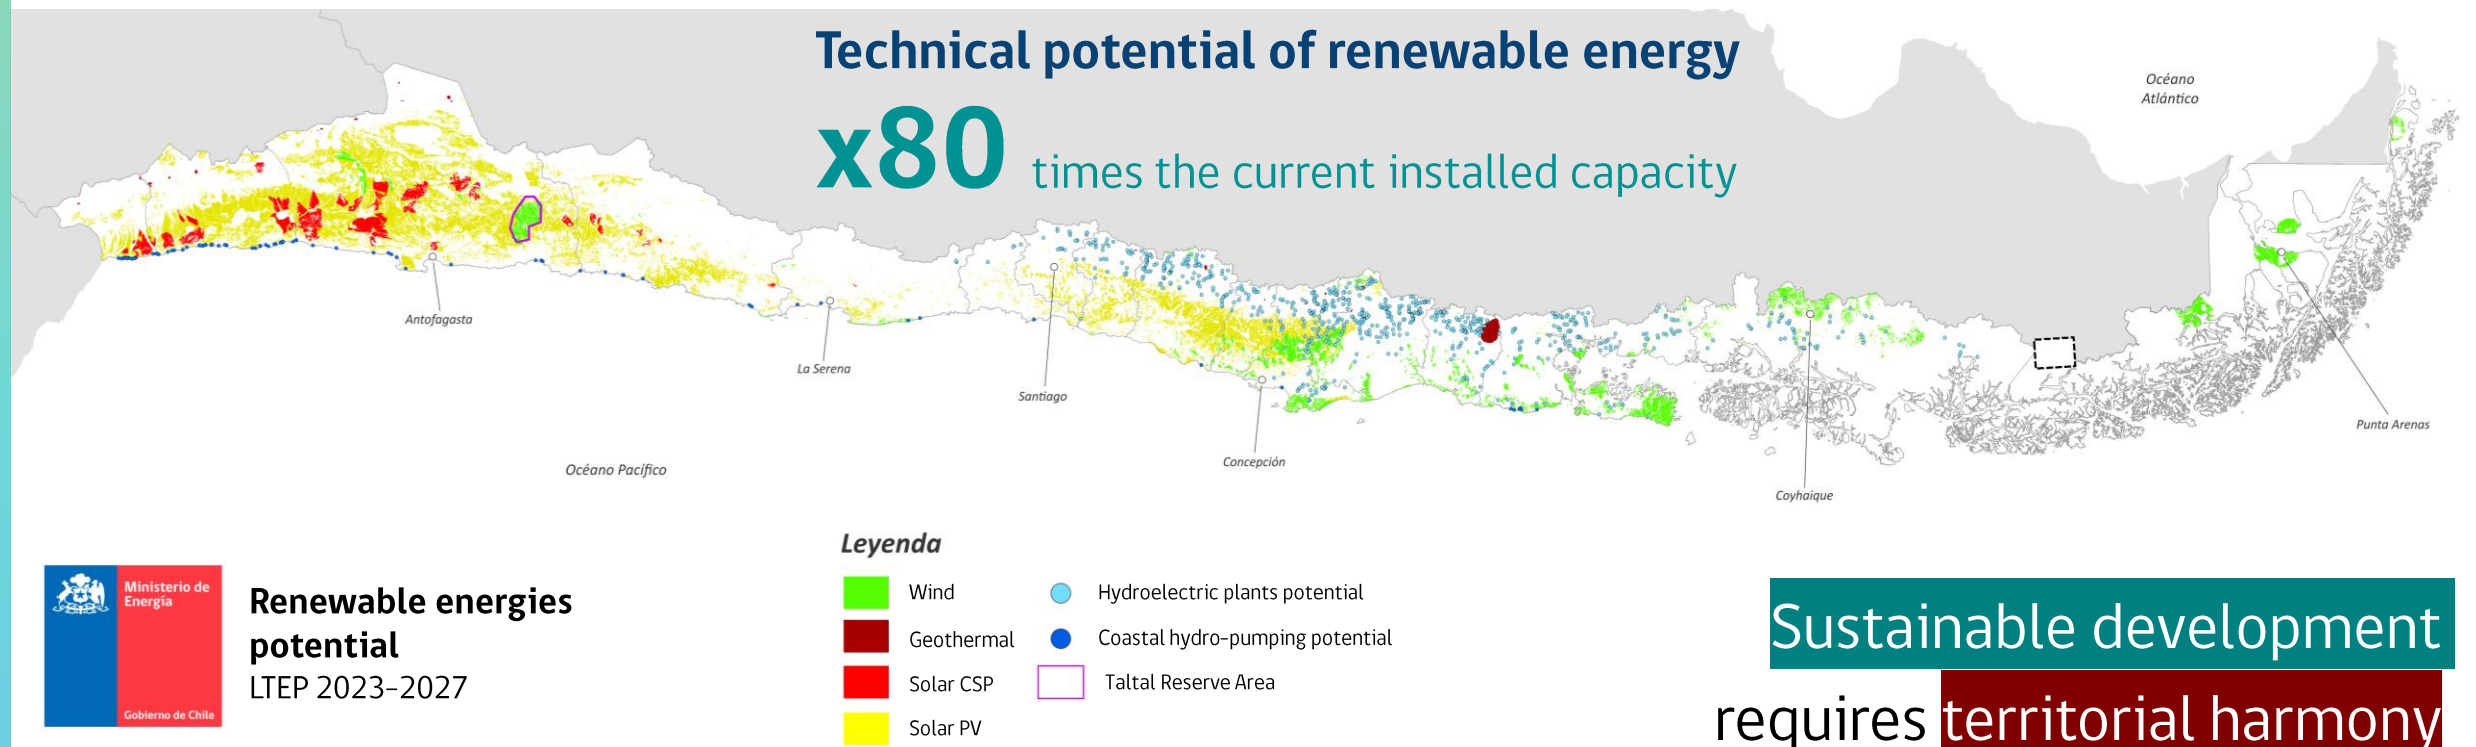 Technical potential of renewable energy
x80 times the current installed capacity
Océano
Atlántico
Antofagasta
La Serena
Santiago
Concepción
Coyhaique
Punta Arenas
Océano Pacífico
Ministerio de
Energía
Gobierno de Chile
Renewable energies
potential
LTEP 2023-2027
Leyenda
Wind
Geothermal
Solar CSP
Solar PV
Hydroelectric plants potential
Coastal hydro-pumping potential
Taltal Reserve Area
Sustainable development
requires territorial harmony